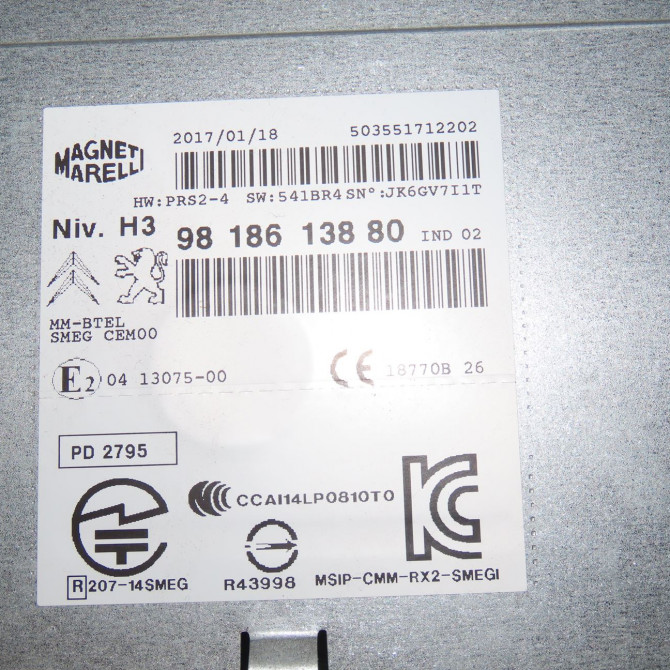 2017/01/18 503551712202
MAGNETI
MARELLI
HW:PRS2-4 SW:541BR4 SN°:JK6GV7I1T
Niv. H3 98 186 138 80 IND 02
MM-BTEL
SMEG CEM00
E2 04 13075-00 CE 18770B 26
PD 2795
CCAI14LP0810T0
R 207-14SMEG R43998 MSIP-CMM-RX2-SMEGI